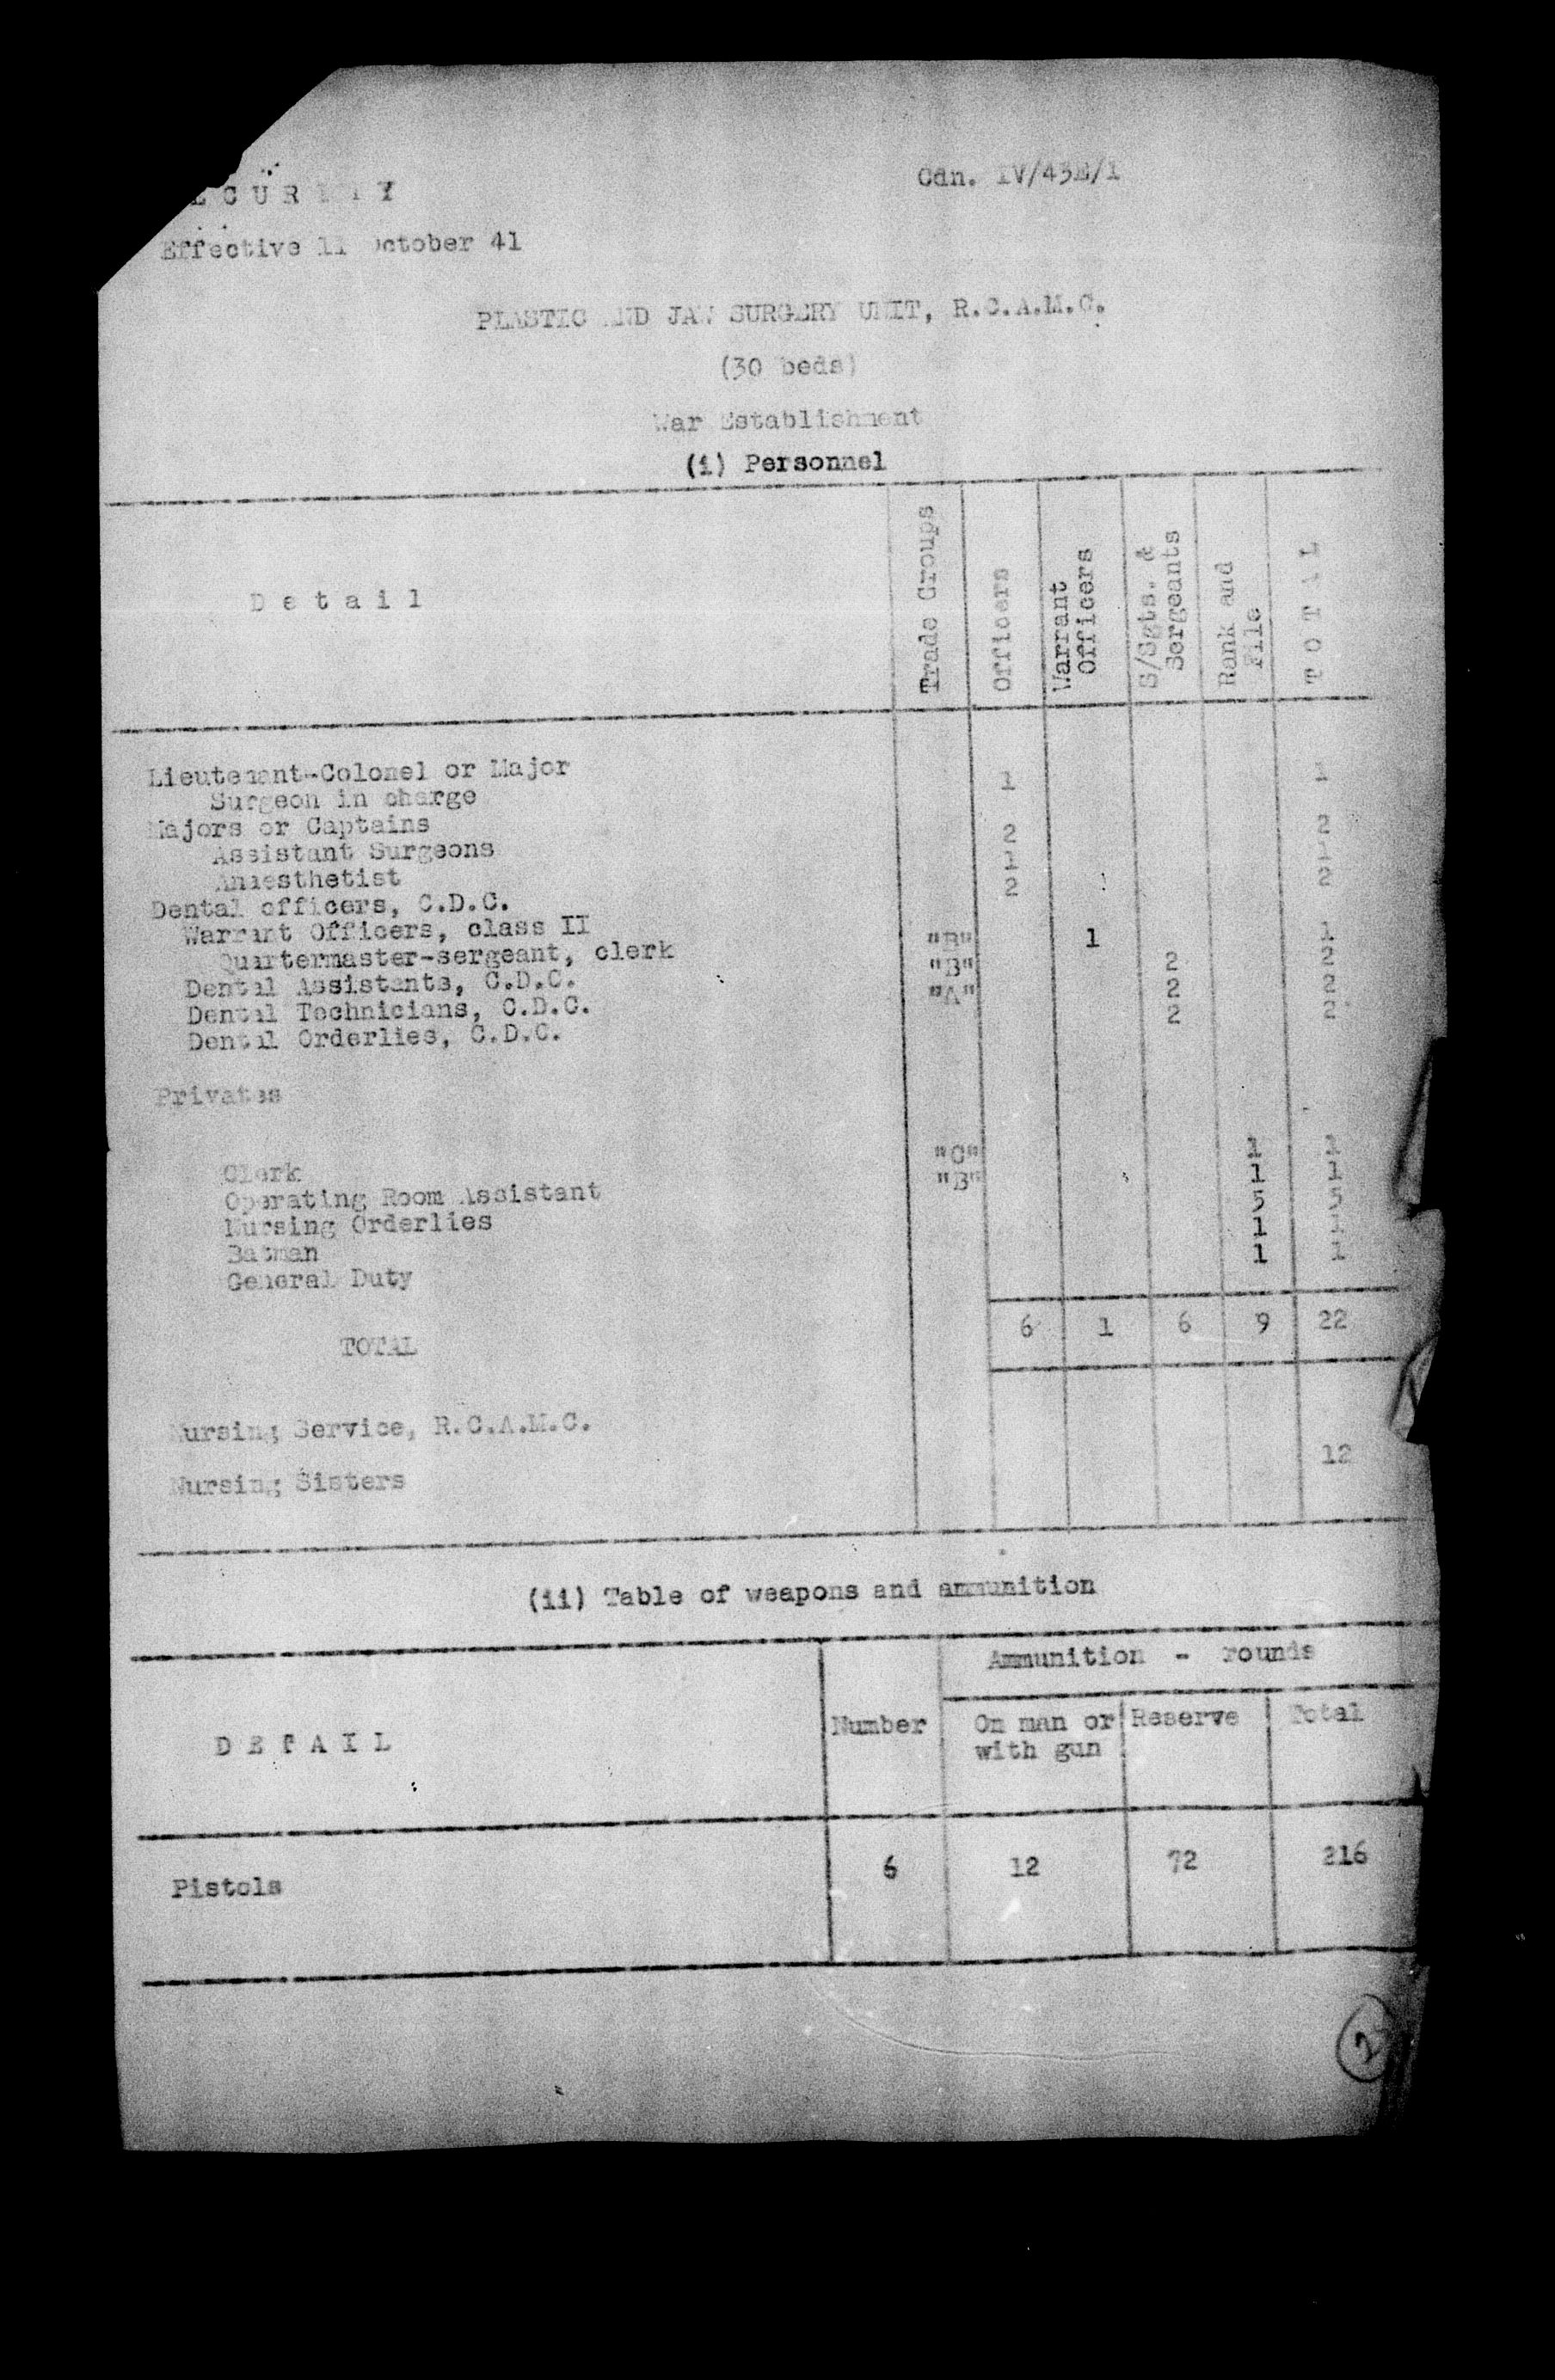 SECURITY
Cdn. IV/43E/1
Effective 11 October 41
PLASTIC AND JAW SURGERY UNIT, R.C.A.M.C.
(30 beds)
War Establishment
(i) Personnel
Detail Trade Groups Officers Warrant Officers S/Sgts. & Sergeants Rank and File TOTAL
Lieutenant-Colonel or Major
Surgeon in charge 1 1
Majors or Captains
Assistant Surgeons 2 2
Anaesthetist 1 1
Dental officers, C.D.C. 2 2
Warrant Officers, class II
Quartermaster-sergeant, clerk "B" 1 1
Dental Assistants, C.D.C. "B" 2 2
Dental Technicians, C.D.C. "A" 2 2
Dental Orderlies, C.D.C. 2 2
Privates
Clerk "C" 1 1
Operating Room Assistant "B" 1 1
Nursing Orderlies 5 5
Batman 1 1
General Duty 1 1
TOTAL 6 1 6 9 22
Nursing Service, R.C.A.M.C.
Nursing Sisters 12
(ii) Table of weapons and ammunition
Ammunition - rounds
DETAIL Number On man or with gun Reserve Total
Pistols 6 12 72 216
2